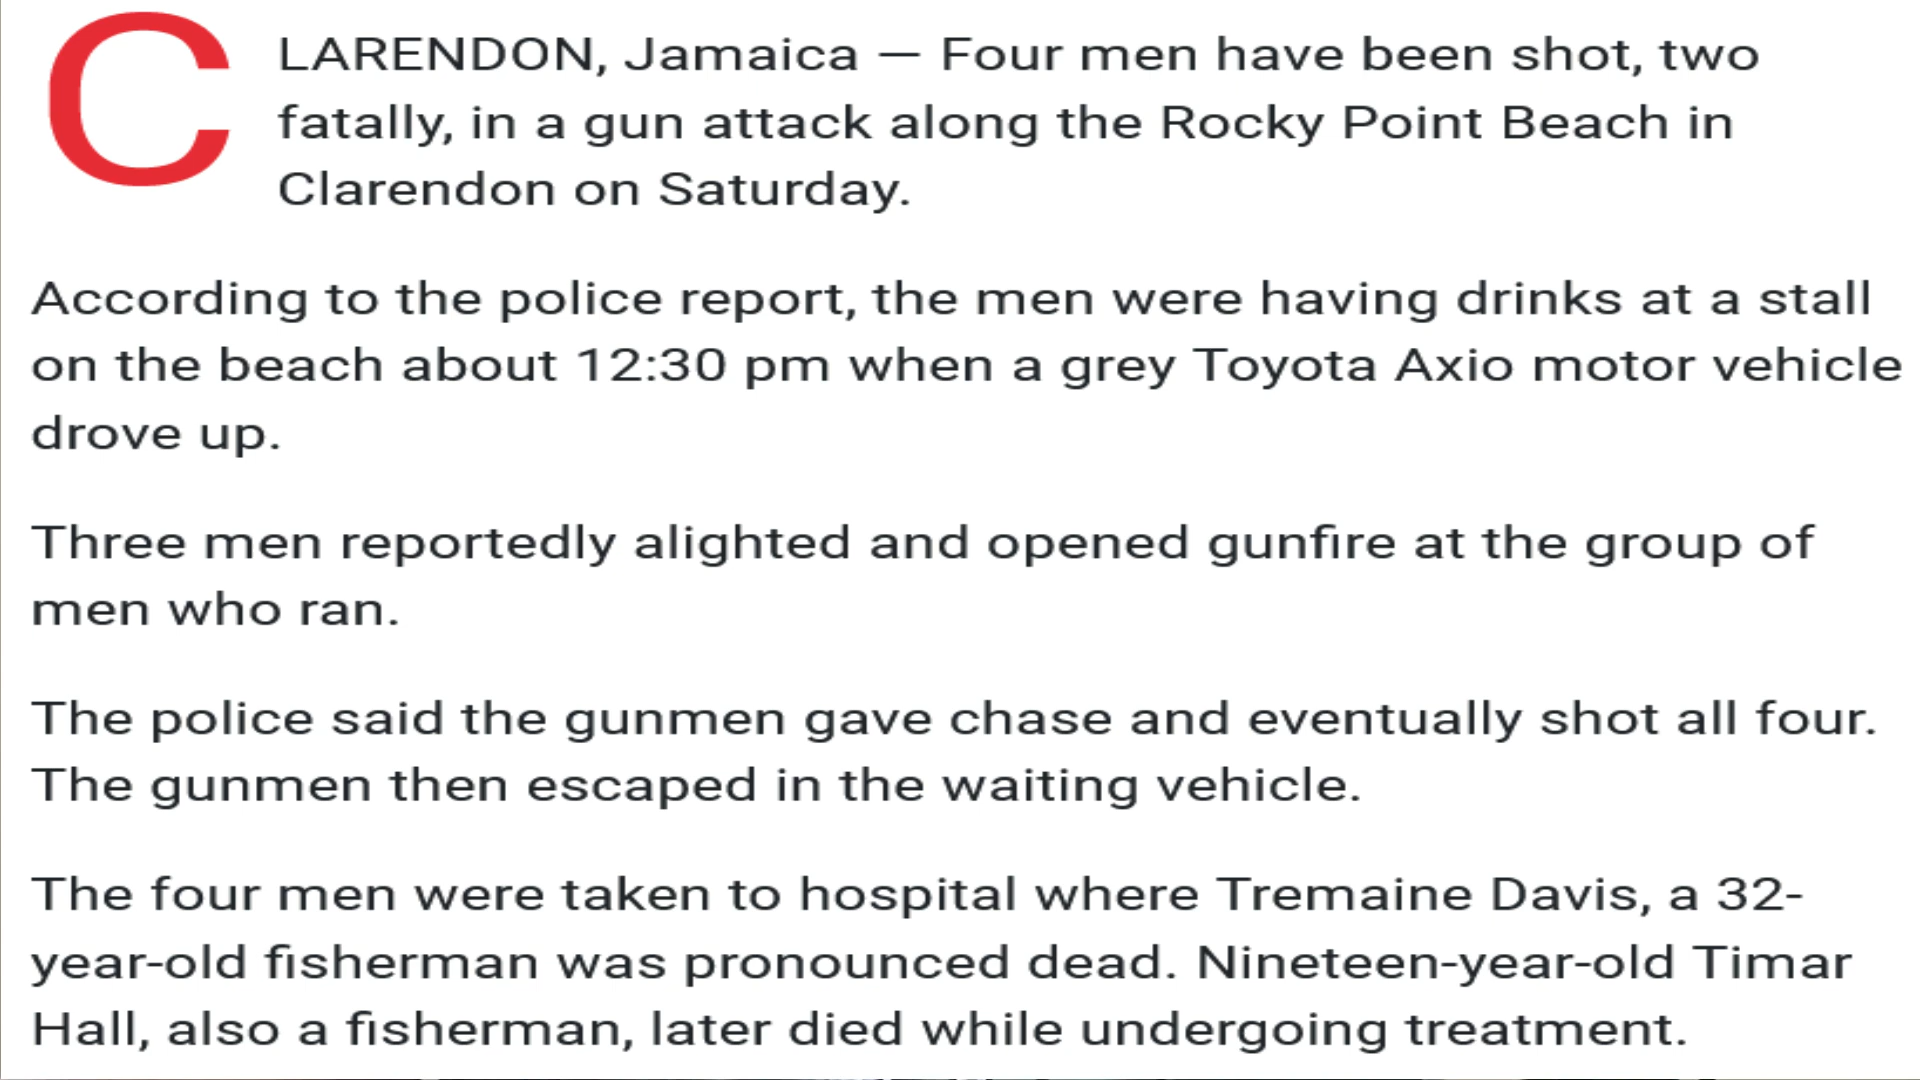 CLARENDON, Jamaica — Four men have been shot, two
fatally, in a gun attack along the Rocky Point Beach in
Clarendon on Saturday.
According to the police report, the men were having drinks at a stall
on the beach about 12:30 pm when a grey Toyota Axio motor vehicle
drove up.
Three men reportedly alighted and opened gunfire at the group of
men who ran.
The police said the gunmen gave chase and eventually shot all four.
The gunmen then escaped in the waiting vehicle.
The four men were taken to hospital where Tremaine Davis, a 32-
year-old fisherman was pronounced dead. Nineteen-year-old Timar
Hall, also a fisherman, later died while undergoing treatment.